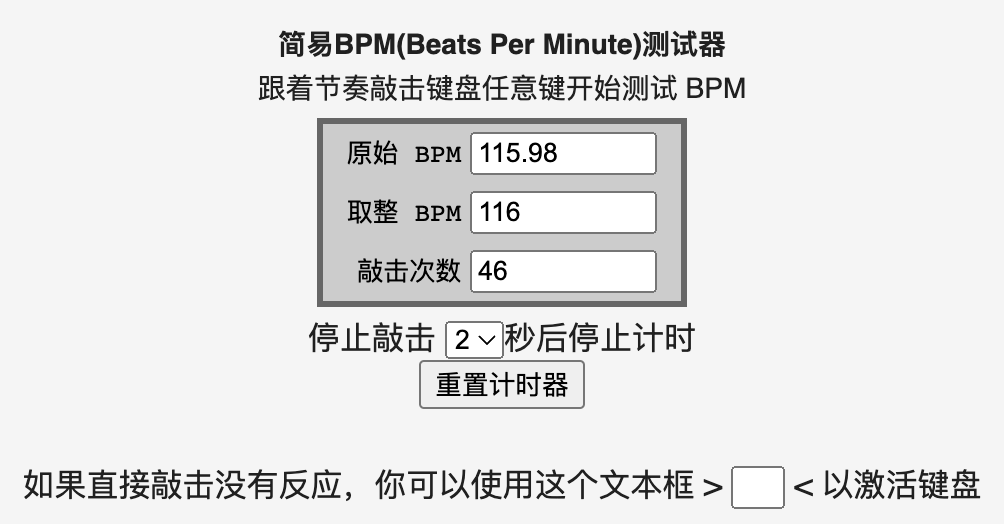 简易BPM(Beats Per Minute)测试器
跟着节奏敲击键盘任意键开始测试 BPM
原始 BPM 115.98
取整 BPM 116
敲击次数 46
停止敲击 2 秒后停止计时
重置计时器
如果直接敲击没有反应，你可以使用这个文本框 > < 以激活键盘